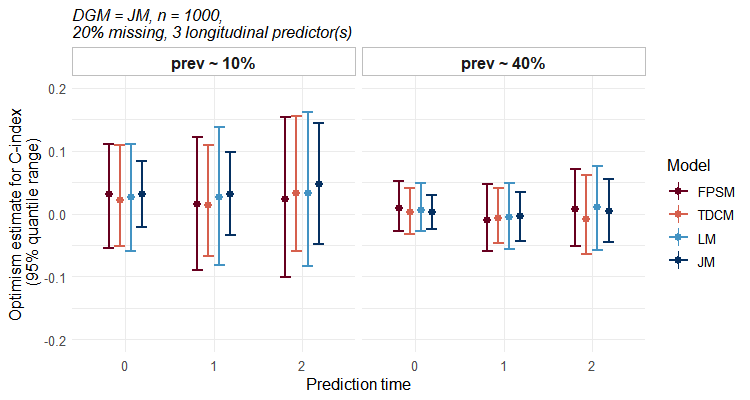 DGM = JM, n = 1000,
20% missing, 3 longitudinal predictor(s)
prev ~ 10%
prev ~ 40%
Optimism estimate for C-index
(95% quantile range)
0.2
0.1
0.0
-0.1
-0.2
0
1
2
0
1
2
Prediction time
Model
FPSM
TDCM
LM
JM